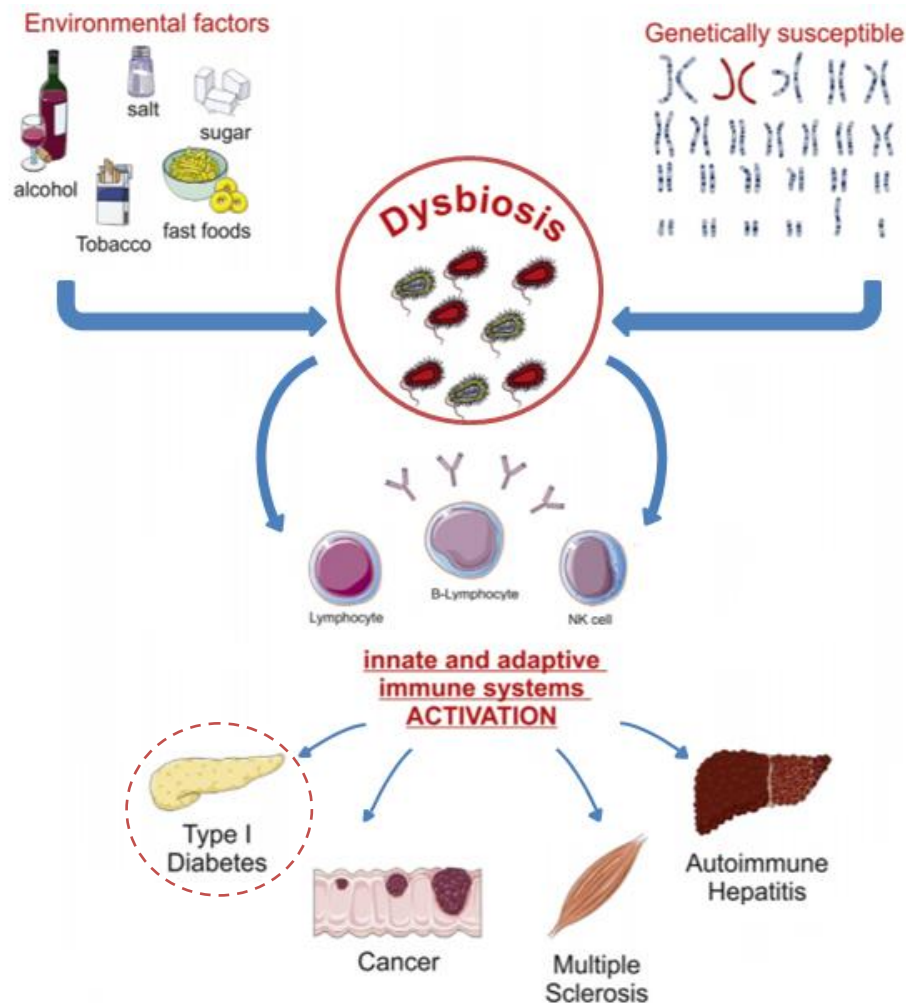 Environmental factors
Genetically susceptible
salt
sugar
alcohol
Tobacco
fast foods
Dysbiosis
Lymphocyte
B-Lymphocyte
NK cell
innate and adaptive
immune systems
ACTIVATION
Type I
Diabetes
Cancer
Multiple
Sclerosis
Autoimmune
Hepatitis